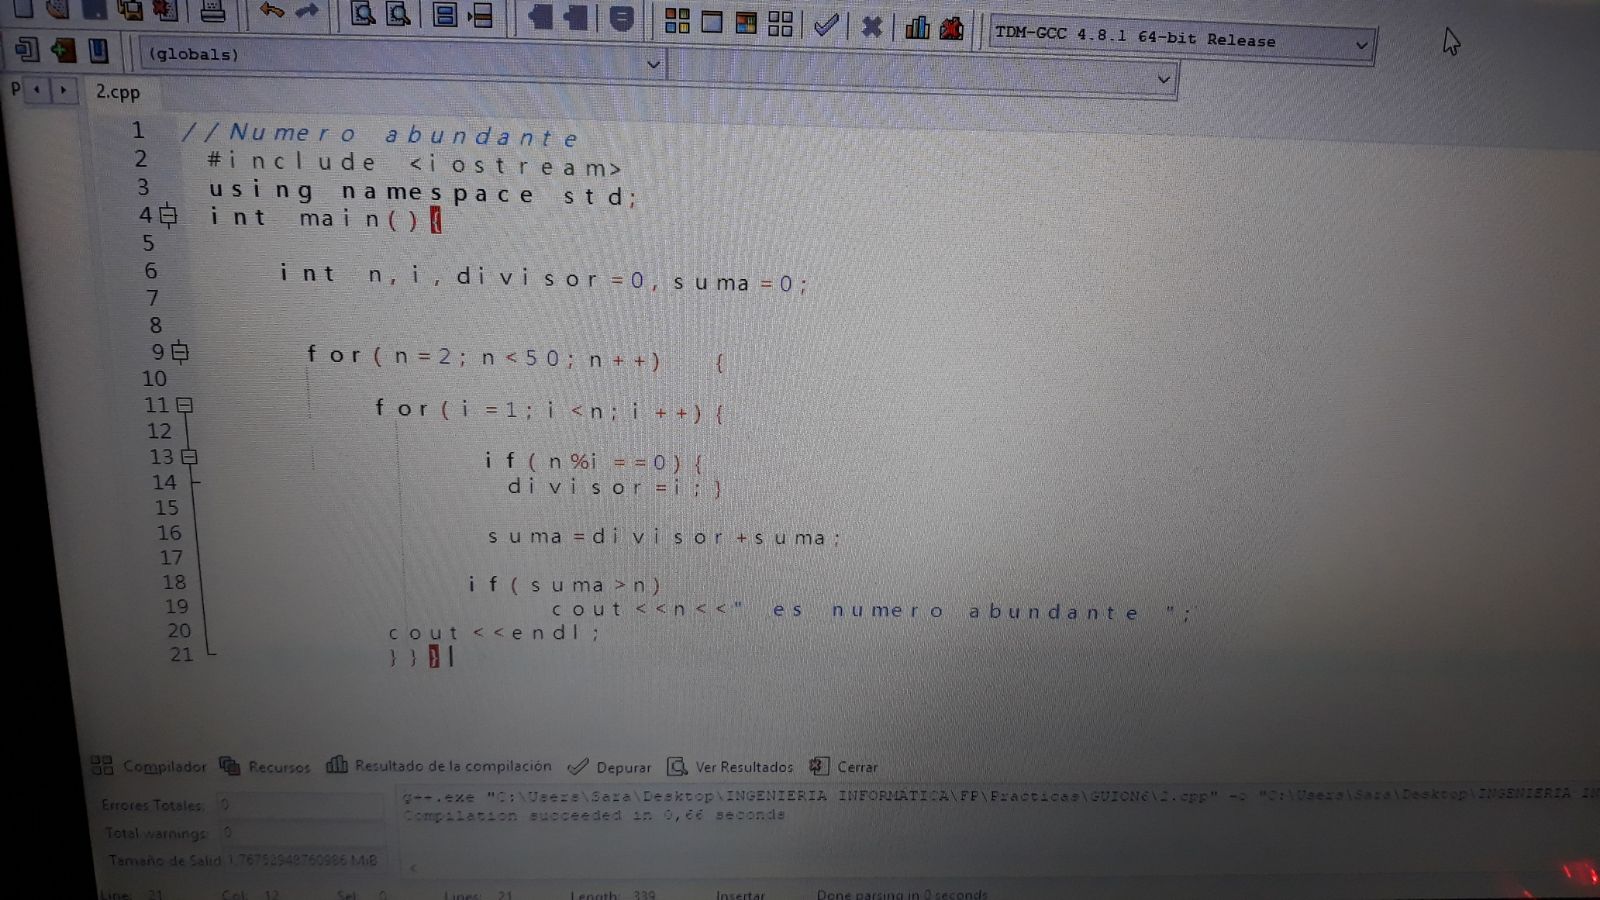 TDM-GCC 4.8.1 64-bit Release
(globals)
P
2.cpp
1 //Numero abundante
2 #include <iostream>
3 using namespace std;
4 int main(){
5
6 int n,i,divisor=0,suma=0;
7
8
9 for(n=2;n<50;n++) {
10
11 for(i=1;i<n;i++){
12
13 if(n%i==0){
14 divisor=i;}
15
16 suma=divisor+suma;
17
18 if(suma>n)
19 cout<<n<<" es numero abundante ";
20 cout<<endl;
21 }}}
Compilador Recursos Resultado de la compilación Depurar Ver Resultados Cerrar
Errores Totales: 0
Total warnings: 0
Tamaño de Salid 1,76752948760986 MiB
g++.exe "C:\Users\Sara\Desktop\INGENIERIA INFORMATICA\FP\Practicas\GUION6\2.cpp" -o "C:\Users\Sara\Desktop\INGENIERIA IN
Compilation succeeded in 0,66 seconds
Line: 21 Col: 12 Sel: 0 Lines: 21 Length: 339 Insertar Done parsing in 0 seconds